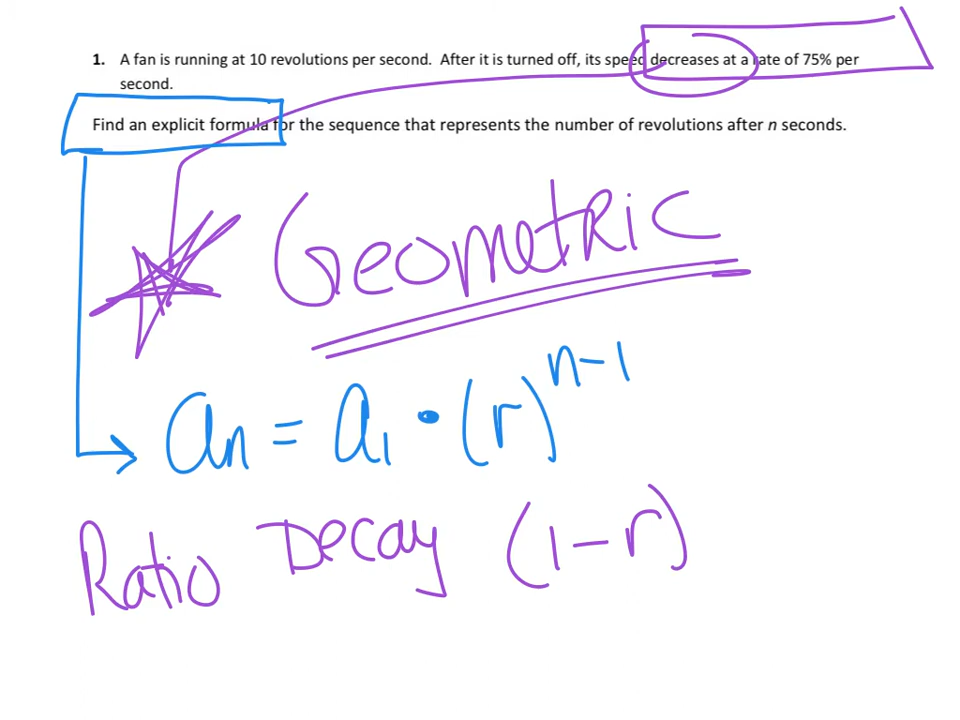 1. A fan is running at 10 revolutions per second. After it is turned off, its speed decreases at a rate of 75% per
second.
Find an explicit formula for the sequence that represents the number of revolutions after n seconds.
Geometric
an = a1 • (r)^n-1
Ratio Decay (1-r)